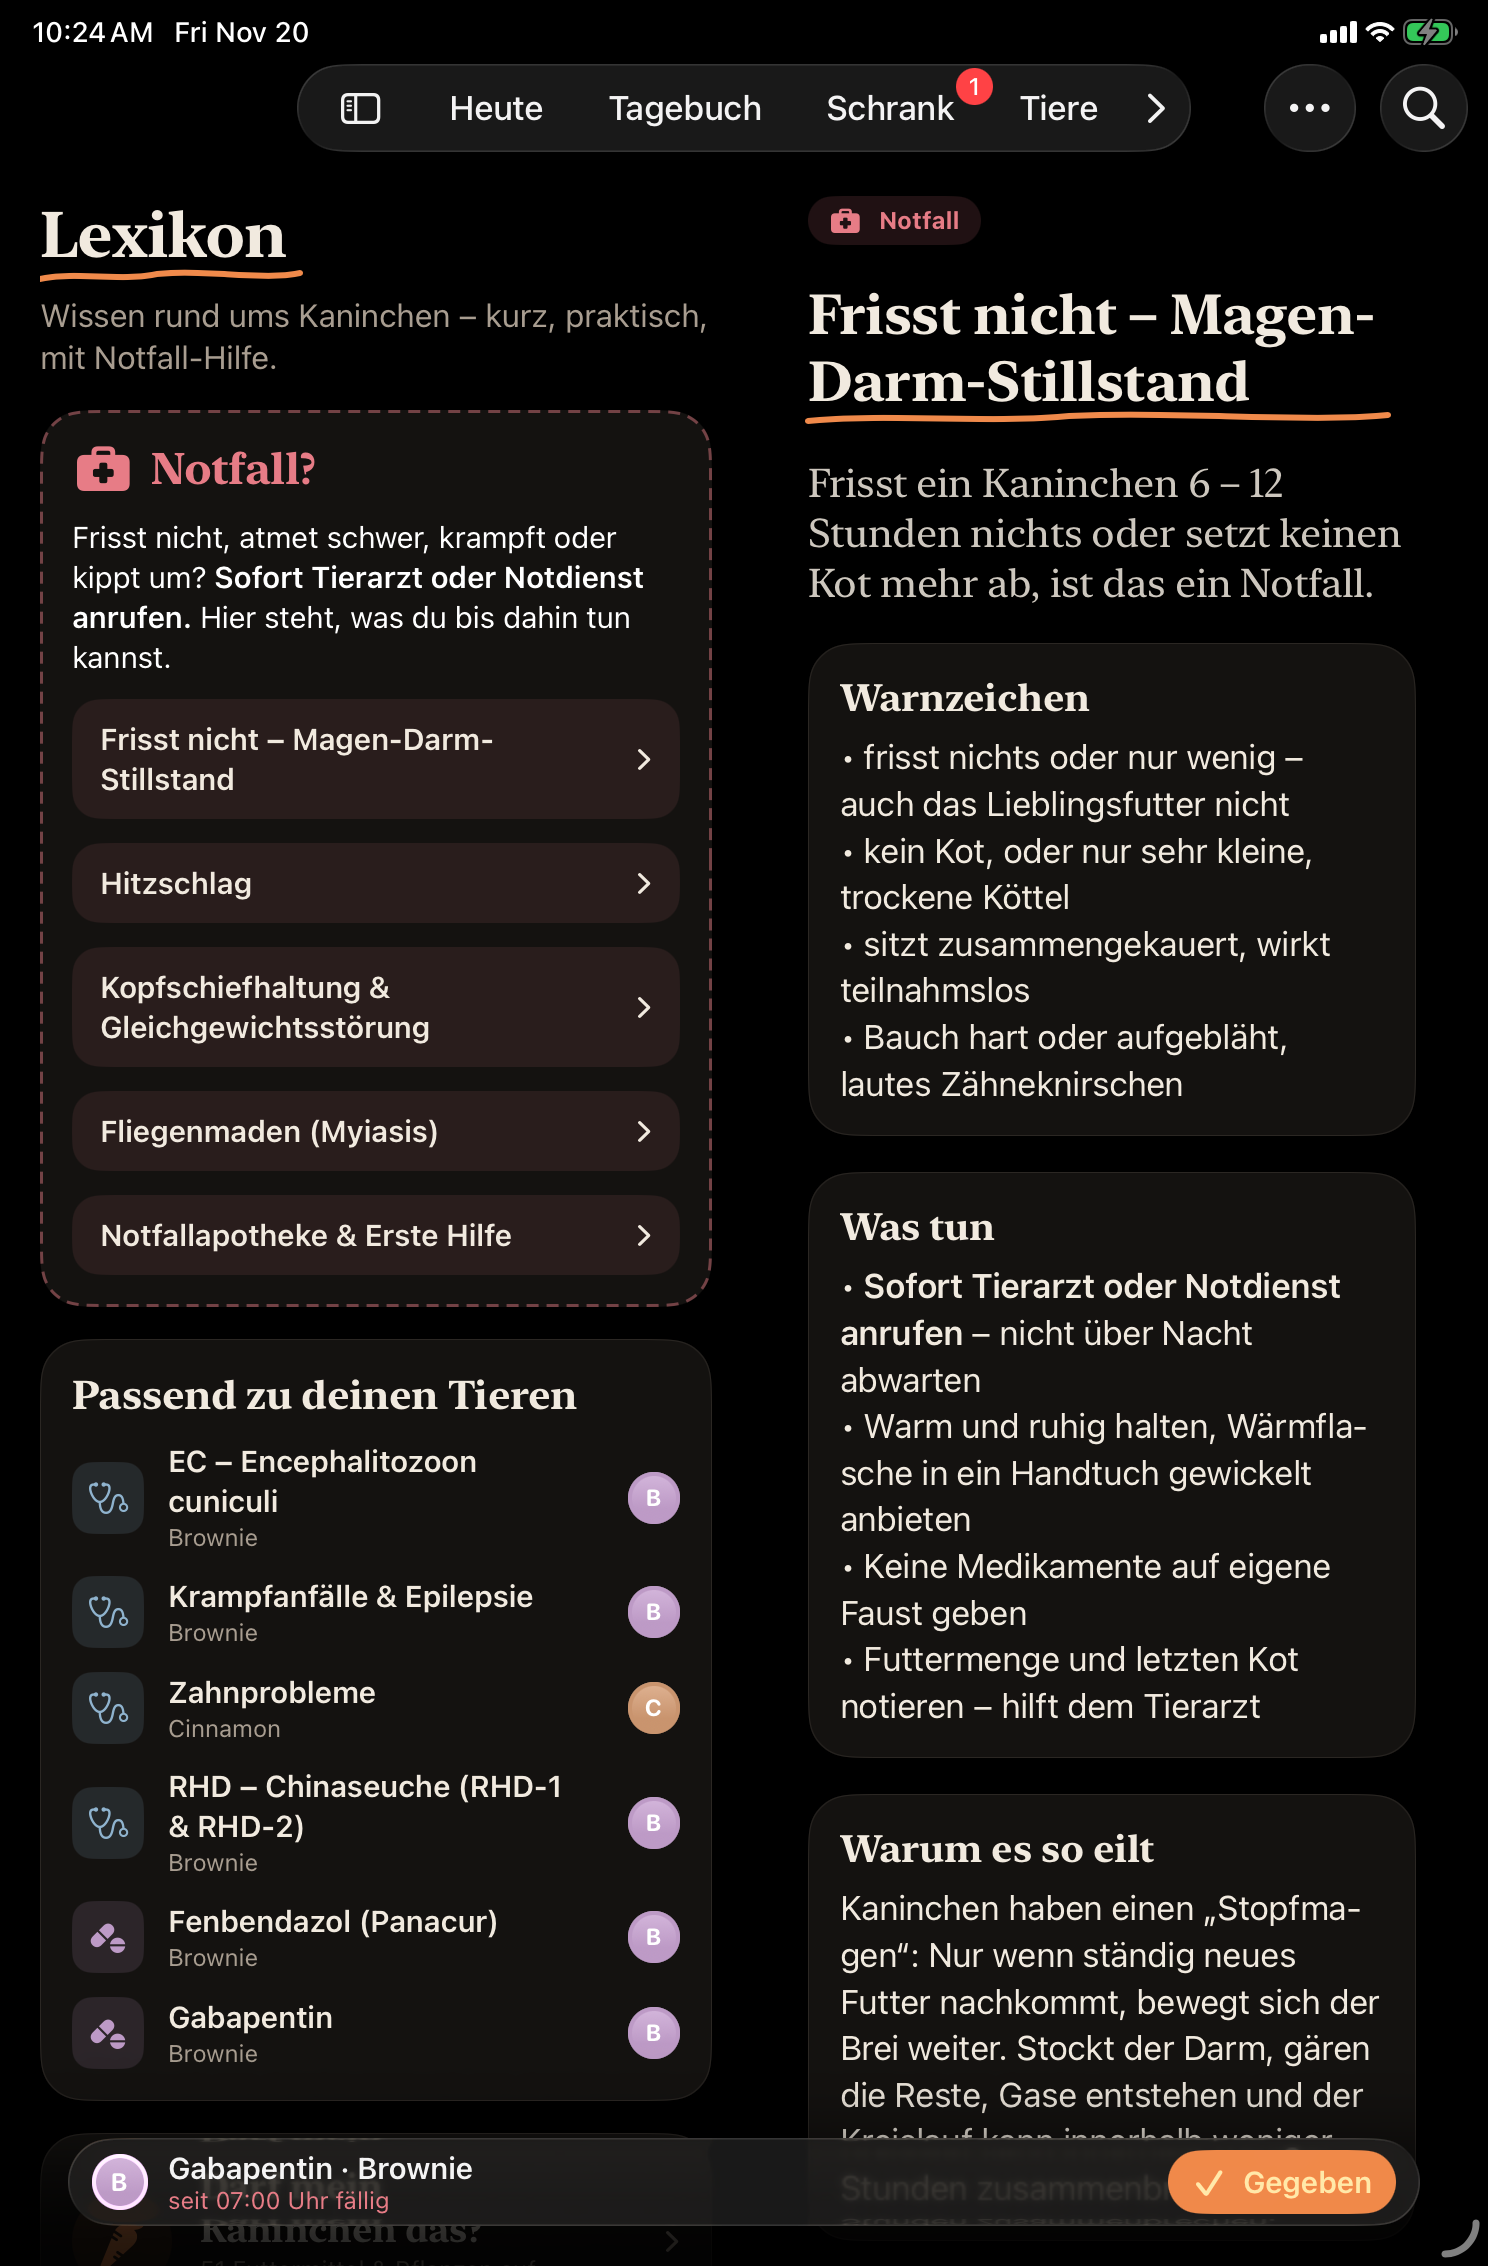 10:24 AM Fri Nov 20
Heute
Tagebuch
Schrank
1
Tiere
Lexikon
Wissen rund ums Kaninchen – kurz, praktisch,
mit Notfall-Hilfe.
Notfall?
Frisst nicht, atmet schwer, krampft oder
kippt um? Sofort Tierarzt oder Notdienst
anrufen. Hier steht, was du bis dahin tun
kannst.
Frisst nicht – Magen-Darm-
Stillstand
Hitzschlag
Kopfschiefhaltung &
Gleichgewichtsstörung
Fliegenmaden (Myiasis)
Notfallapotheke & Erste Hilfe
Passend zu deinen Tieren
EC – Encephalitozoon
cuniculi
Brownie
B
Krampfanfälle & Epilepsie
Brownie
B
Zahnprobleme
Cinnamon
C
RHD – Chinaseuche (RHD-1
& RHD-2)
Brownie
B
Fenbendazol (Panacur)
Brownie
B
Gabapentin
Brownie
B
Kaninchen das?
Notfall
Frisst nicht – Magen-
Darm-Stillstand
Frisst ein Kaninchen 6 – 12
Stunden nichts oder setzt keinen
Kot mehr ab, ist das ein Notfall.
Warnzeichen
• frisst nichts oder nur wenig –
auch das Lieblingsfutter nicht
• kein Kot, oder nur sehr kleine,
trockene Köttel
• sitzt zusammengekauert, wirkt
teilnahmslos
• Bauch hart oder aufgebläht,
lautes Zähneknirschen
Was tun
• Sofort Tierarzt oder Notdienst
anrufen – nicht über Nacht
abwarten
• Warm und ruhig halten, Wärmfla-
sche in ein Handtuch gewickelt
anbieten
• Keine Medikamente auf eigene
Faust geben
• Futtermenge und letzten Kot
notieren – hilft dem Tierarzt
Warum es so eilt
Kaninchen haben einen „Stopfma-
gen“: Nur wenn ständig neues
Futter nachkommt, bewegt sich der
Brei weiter. Stockt der Darm, gären
die Reste, Gase entstehen und der
Kreislauf kann innerhalb weniger
Stunden
B
Gabapentin · Brownie
seit 07:00 Uhr fällig
Gegeben